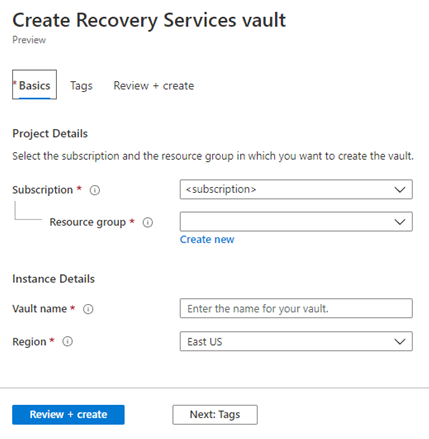 Create Recovery Services vault
Preview
* Basics Tags Review + create
Project Details
Select the subscription and the resource group in which you want to create the vault.
Subscription * <subscription>
Resource group *
Create new
Instance Details
Vault name * Enter the name for your vault.
Region * East US
Review + create Next: Tags